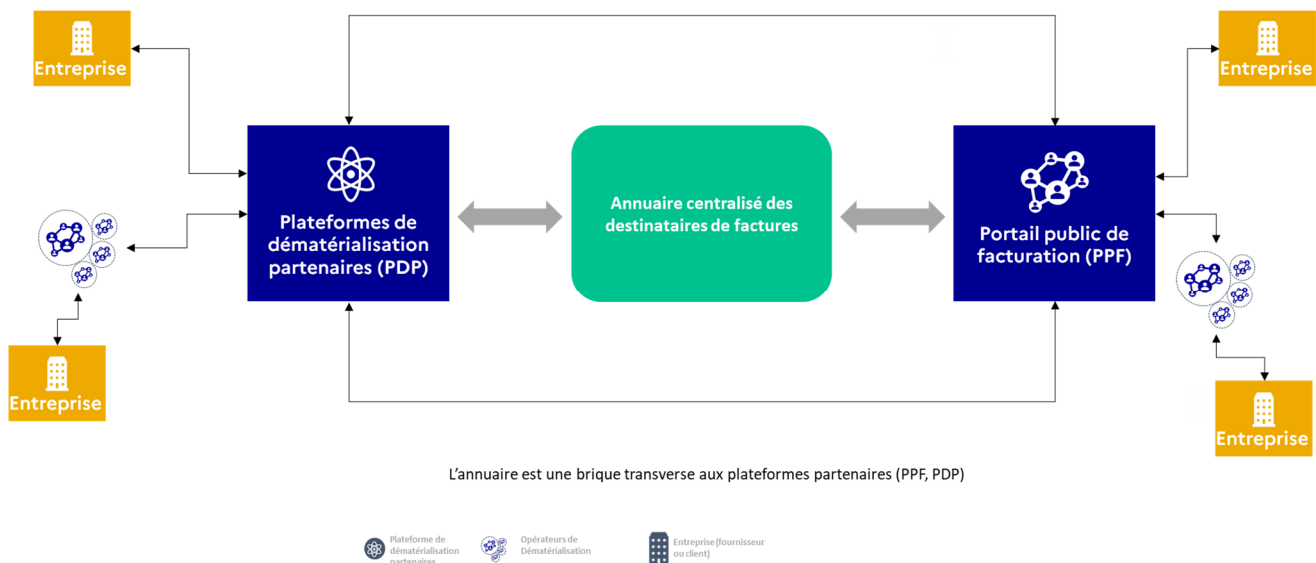 Entreprise
Entreprise
Plateformes de
dématérialisation
partenaires (PDP)
Annuaire centralisé des
destinataires de factures
Portail public de
facturation (PPF)
Entreprise
Entreprise
L'annuaire est une brique transverse aux plateformes partenaires (PPF, PDP)
Plateforme de
dématérialisation
partenaires
Opérateurs de
Dématérialisation
Entreprise (fournisseur
ou client)